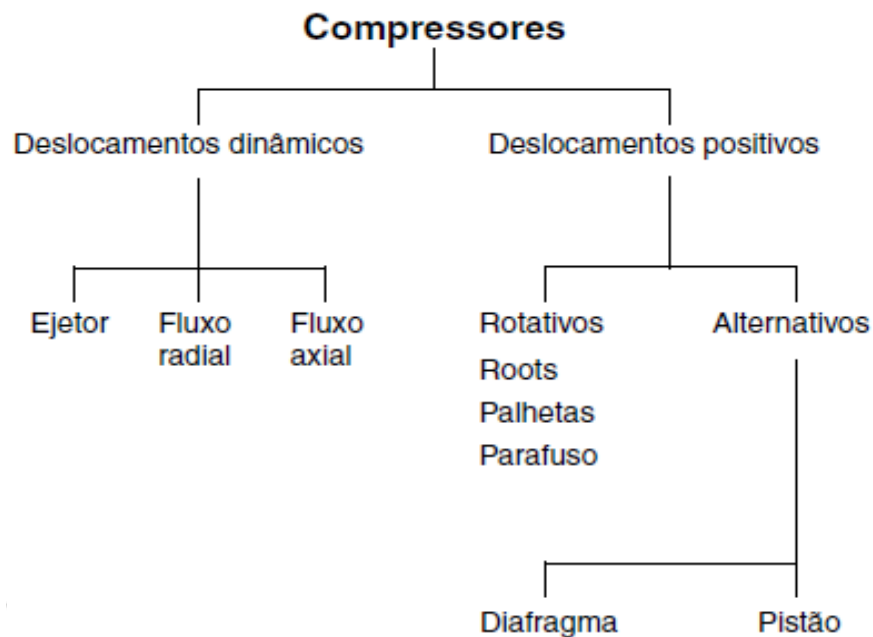 Compressores
Deslocamentos dinâmicos
Deslocamentos positivos
Ejetor
Fluxo
radial
Fluxo
axial
Rotativos
Roots
Palhetas
Parafuso
Alternativos
Diafragma
Pistão